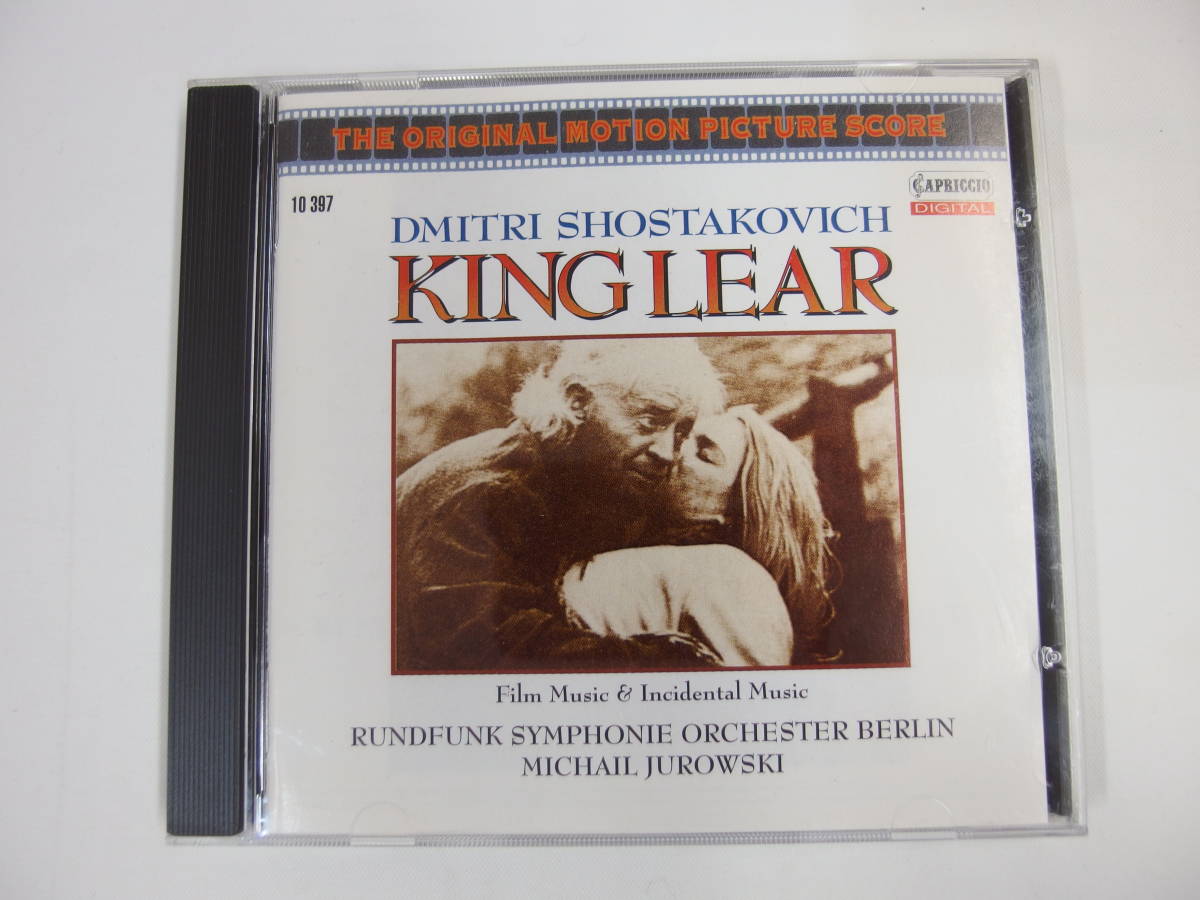 THE ORIGINAL MOTION PICTURE SCORE
10 397
CAPRICCIO
DIGITAL
DMITRI SHOSTAKOVICH
KING LEAR
Film Music & Incidental Music
RUNDFUNK SYMPHONIE ORCHESTER BERLIN
MICHAIL JUROWSKI